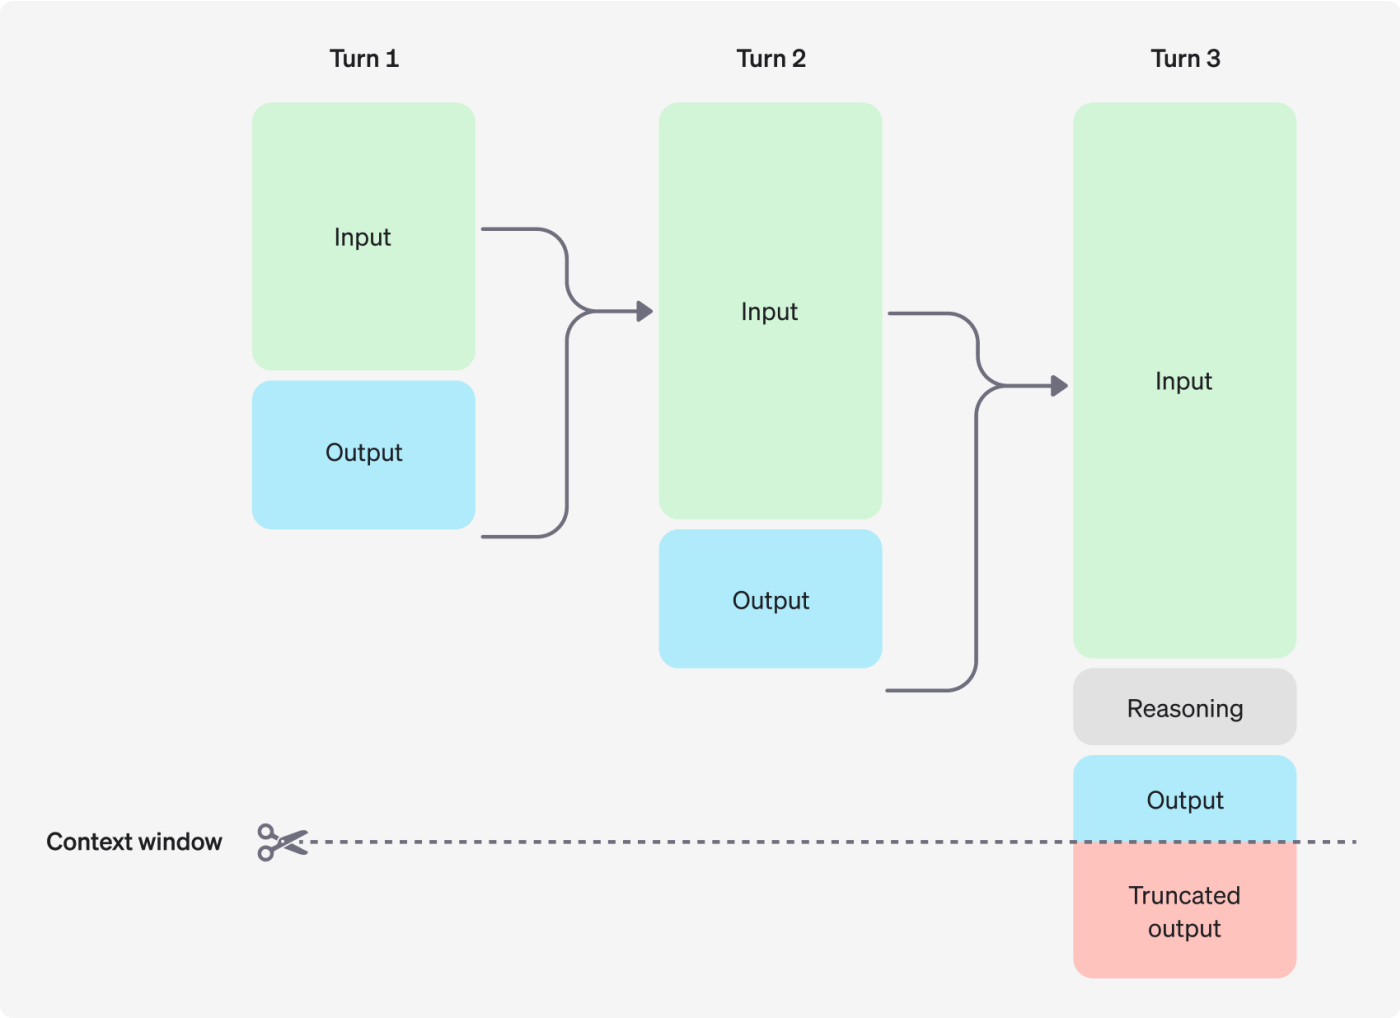 Turn 1
Turn 2
Turn 3
Input
Input
Input
Output
Output
Reasoning
Output
Context window
Truncated
output